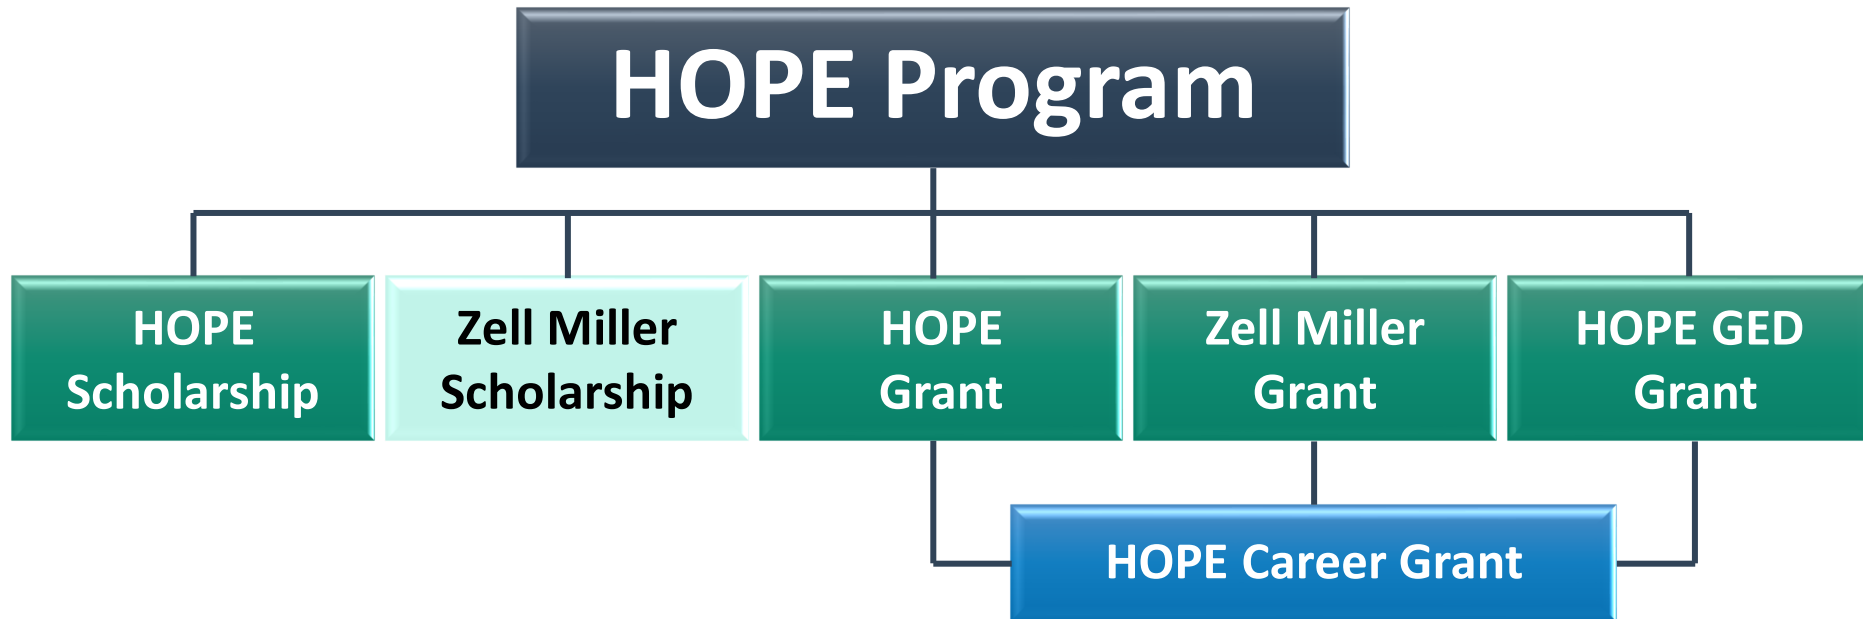 HOPE Program
HOPE
Scholarship
Zell Miller
Scholarship
HOPE
Grant
Zell Miller
Grant
HOPE GED
Grant
HOPE Career Grant